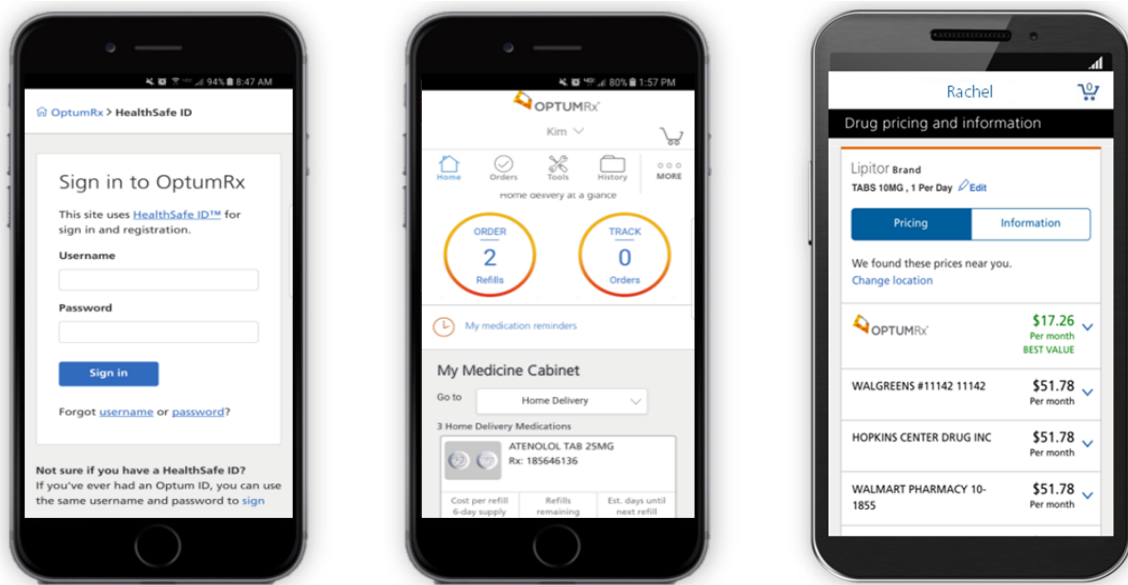 94% 8:47 AM
OptumRx > HealthSafe ID
Sign in to OptumRx
This site uses HealthSafe ID™ for
sign in and registration.
Username
Password
Sign in
Forgot username or password?
Not sure if you have a HealthSafe ID?
If you've ever had an Optum ID, you can use
the same username and password to sign
80% 1:57 PM
OPTUMRx®
Kim
Home Orders Tools History MORE
Home delivery at a glance
ORDER
2
Refills
TRACK
0
Orders
My medication reminders
My Medicine Cabinet
Go to Home Delivery
3 Home Delivery Medications
ATENOLOL TAB 25MG
Rx: 185646136
Cost per refill
6-day supply
Refills
remaining
Est. days until
next refill
Rachel 0
Drug pricing and information
Lipitor Brand
TABS 10MG , 1 Per Day Edit
Pricing Information
We found these prices near you.
Change location
OPTUMRx® $17.26
Per month
BEST VALUE
WALGREENS #11142 11142 $51.78
Per month
HOPKINS CENTER DRUG INC $51.78
Per month
WALMART PHARMACY 10-
1855
$51.78
Per month